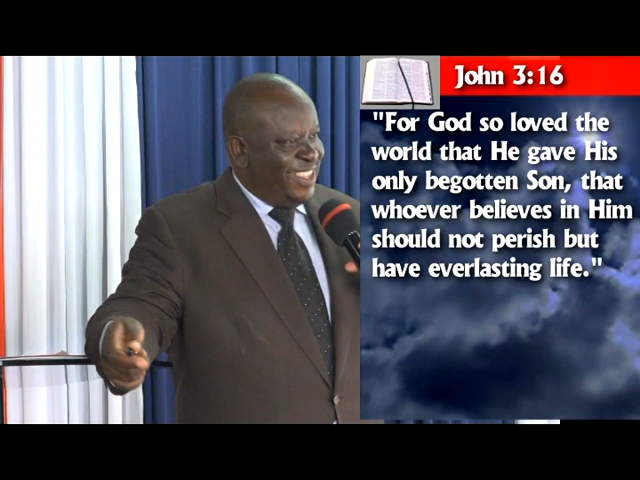 John 3:16
"For God so loved the
world that He gave His
only begotten Son, that
whoever believes in Him
should not perish but
have everlasting life."